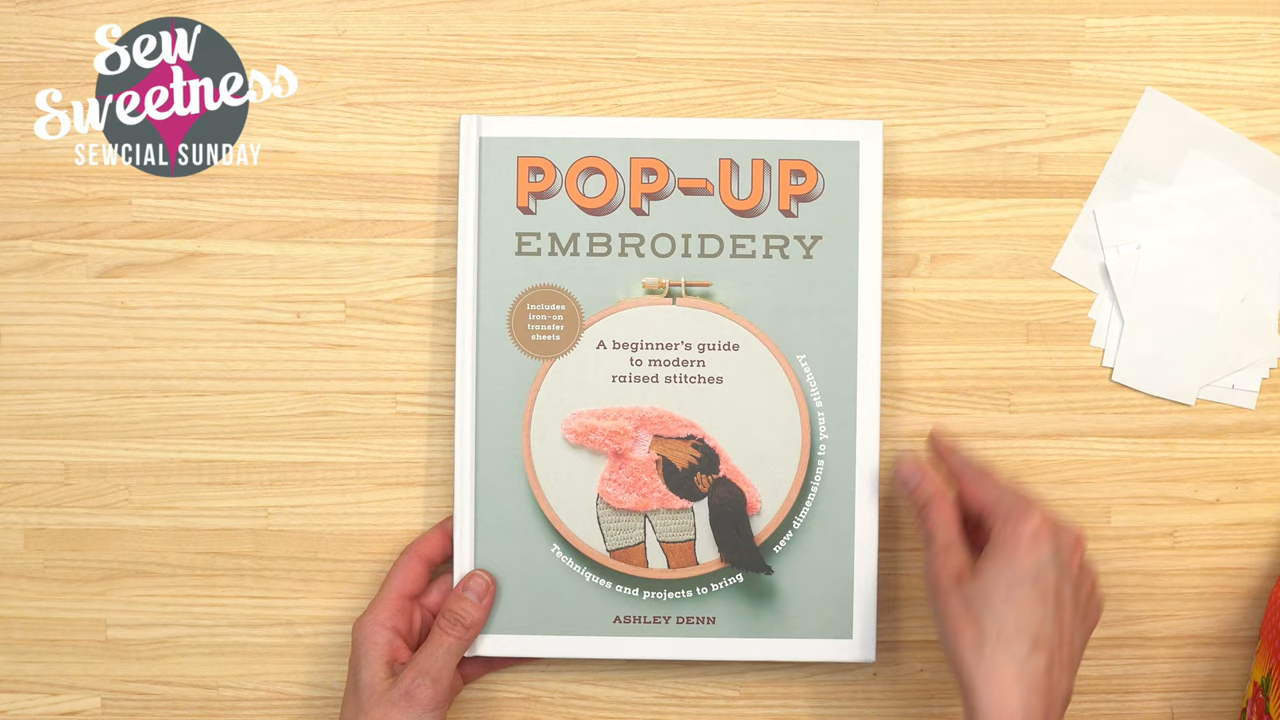 Sew
Sweetness
SEWCIAL SUNDAY
POP-UP
EMBROIDERY
Includes
iron-on
transfer
sheets
A beginner's guide
to modern
raised stitches
Techniques and projects to bring
new dimensions to your stitchery
ASHLEY DENN